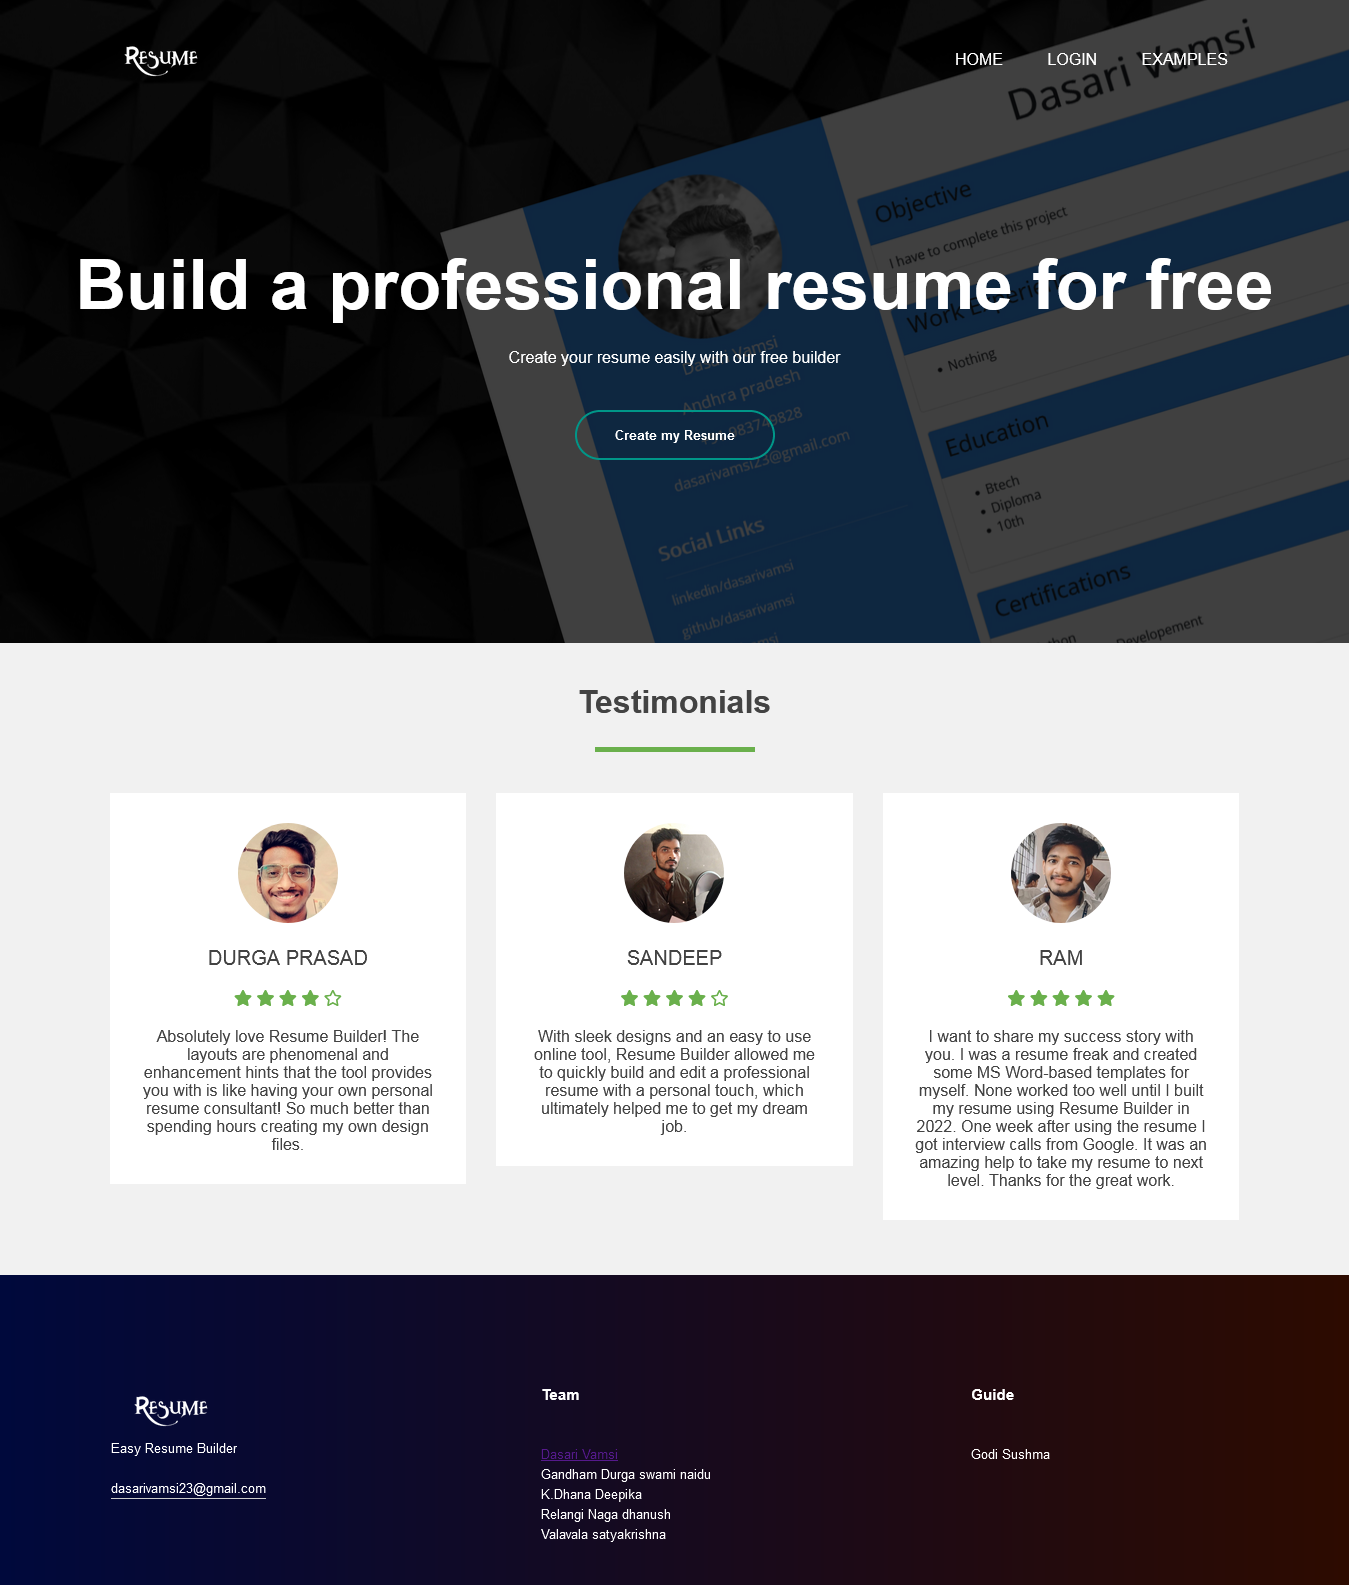 RESUME
HOME LOGIN EXAMPLES
Dasari Vamsi
Objective
I have to complete this project
Build a professional resume for free
Work Experience
Nothing
Create your resume easily with our free builder
Dasari Vamsi
Andhra pradesh
Create my Resume
dasarivamsi23@gmail.com
Education
Btech
Diploma
10th
Social Links
linkedin/dasarivamsi
github/dasarivamsi
Certifications
Developement
Testimonials
DURGA PRASAD
Absolutely love Resume Builder! The
layouts are phenomenal and
enhancement hints that the tool provides
you with is like having your own personal
resume consultant! So much better than
spending hours creating my own design
files.
SANDEEP
With sleek designs and an easy to use
online tool, Resume Builder allowed me
to quickly build and edit a professional
resume with a personal touch, which
ultimately helped me to get my dream
job.
RAM
I want to share my success story with
you. I was a resume freak and created
some MS Word-based templates for
myself. None worked too well until I built
my resume using Resume Builder in
2022. One week after using the resume I
got interview calls from Google. It was an
amazing help to take my resume to next
level. Thanks for the great work.
RESUME
Easy Resume Builder
dasarivamsi23@gmail.com
Team
Dasari Vamsi
Gandham Durga swami naidu
K.Dhana Deepika
Relangi Naga dhanush
Valavala satyakrishna
Guide
Godi Sushma